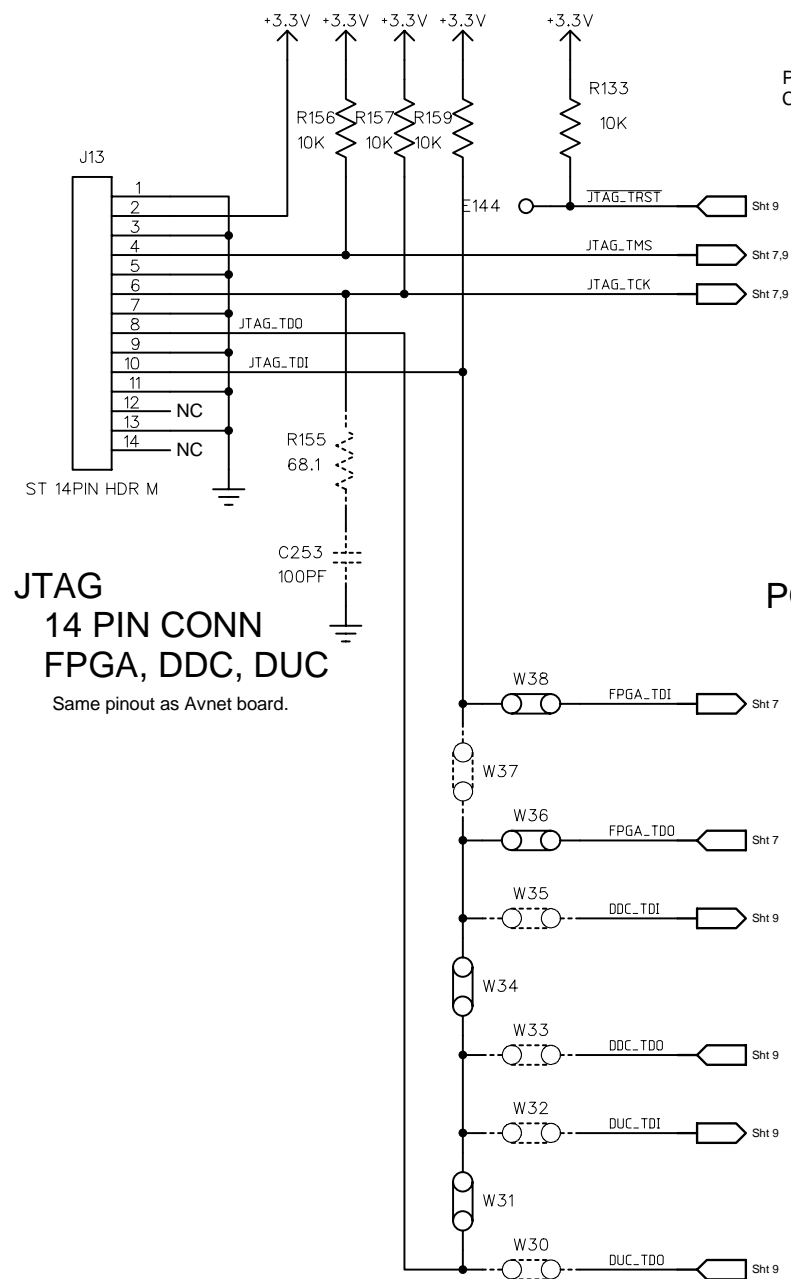 +3.3V +3.3V +3.3V +3.3V +3.3V
R133
10K
R156 R157 R159
10K 10K 10K
J13
1
2
3
4
5
6
7
8
9
10
11
12
13
14
NC
NC
ST 14PIN HDR M
E144
JTAG_TRST
Sht 9
JTAG_TMS
Sht 7,9
JTAG_TCK
Sht 7,9
JTAG_TDO
JTAG_TDI
R155
68.1
C253
100PF
JTAG
14 PIN CONN
FPGA, DDC, DUC
Same pinout as Avnet board.
W38
FPGA_TDI
Sht 7
W37
W36
FPGA_TDO
Sht 7
W35
DDC_TDI
Sht 9
W34
W33
DDC_TDO
Sht 9
W32
DUC_TDI
Sht 9
W31
W30
DUC_TDO
Sht 9